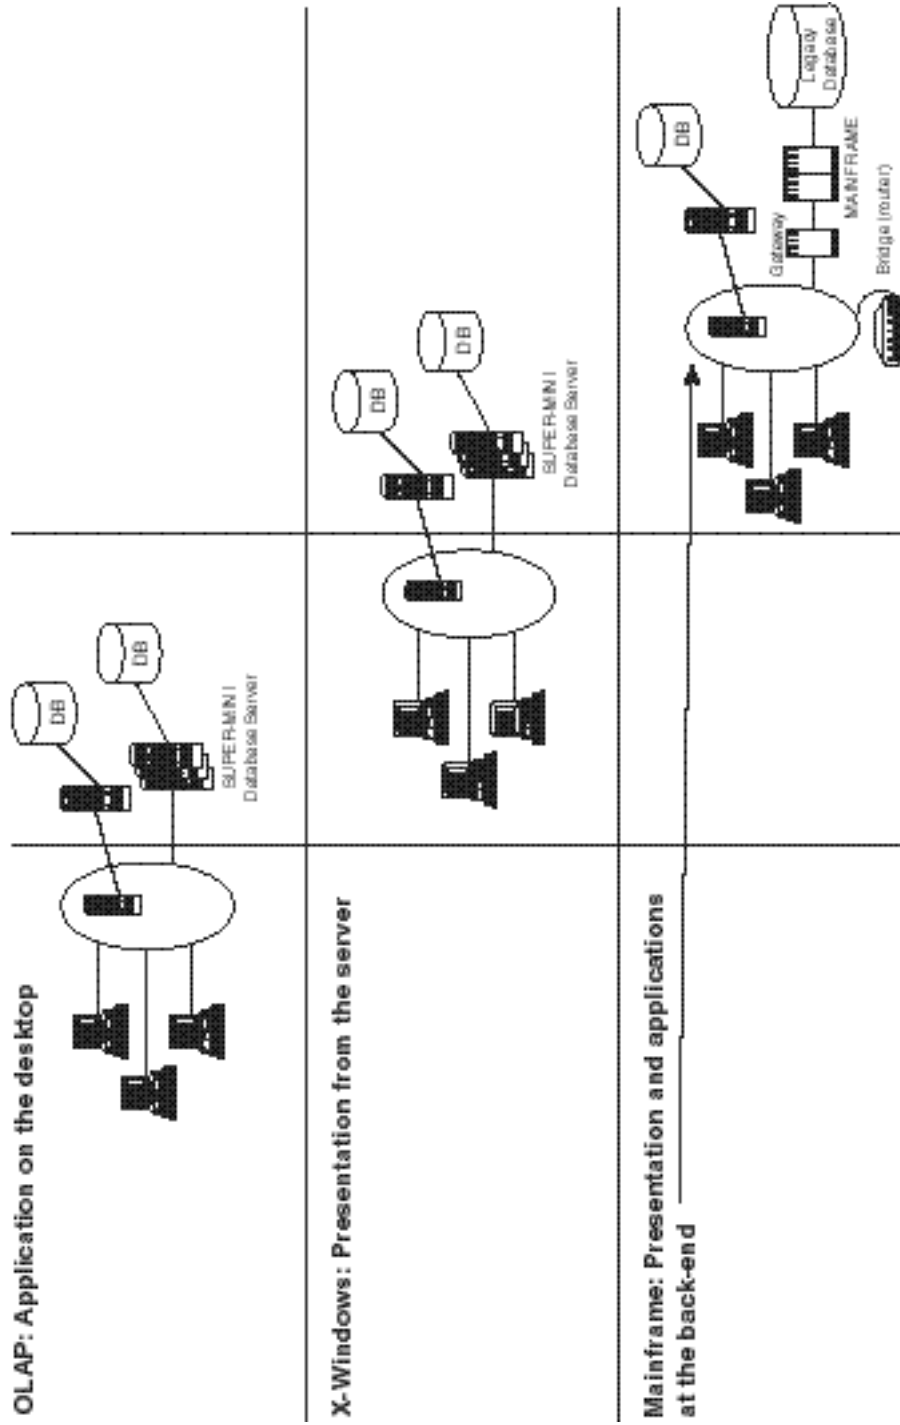 OLAP: Application on the desktop
DB
DB
SUPER-MINI
Database Server
X-Windows: Presentation from the server
DB
DB
SUPER-MINI
Database Server
Mainframe: Presentation and applications
at the back-end
DB
Gateway
MAINFRAME
Legacy
Database
Bridge (router)